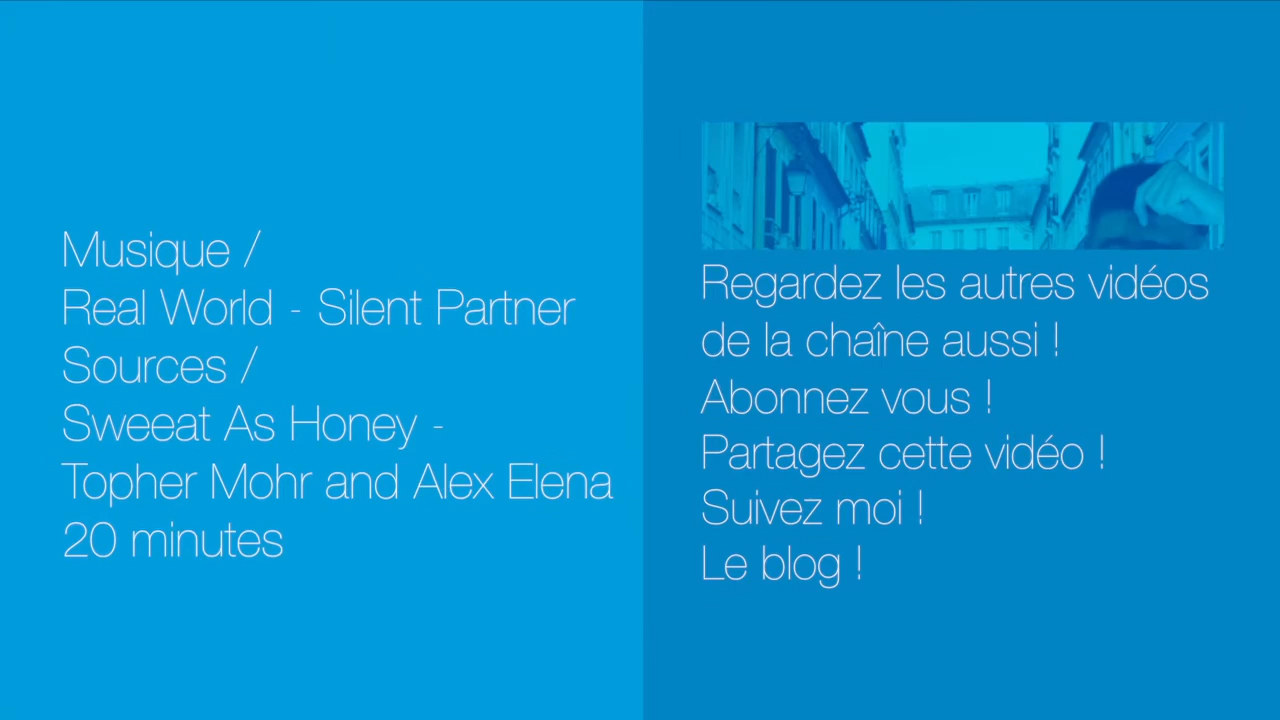 Musique /
Real World - Silent Partner
Sources /
Sweeat As Honey -
Topher Mohr and Alex Elena
20 minutes
Regardez les autres vidéos
de la chaîne aussi !
Abonnez vous !
Partagez cette vidéo !
Suivez moi !
Le blog !